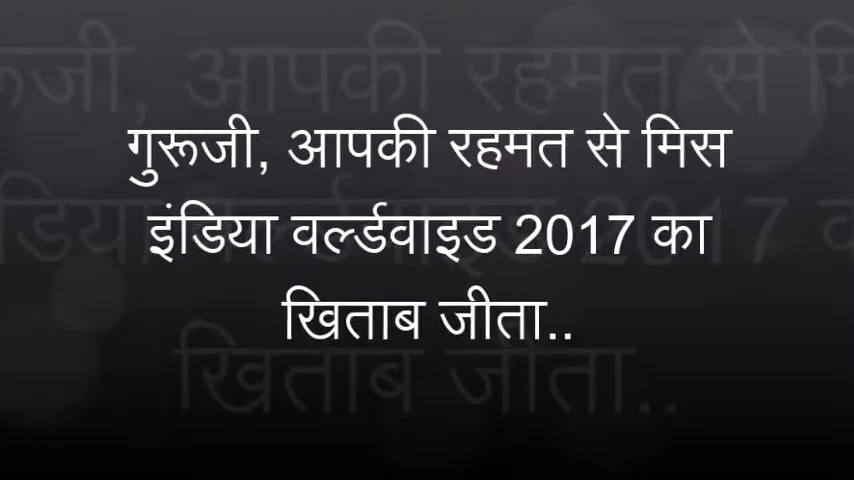 गुरूजी, आपकी रहमत से मिस
इंडिया वर्ल्डवाइड 2017 का
खिताब जीता..